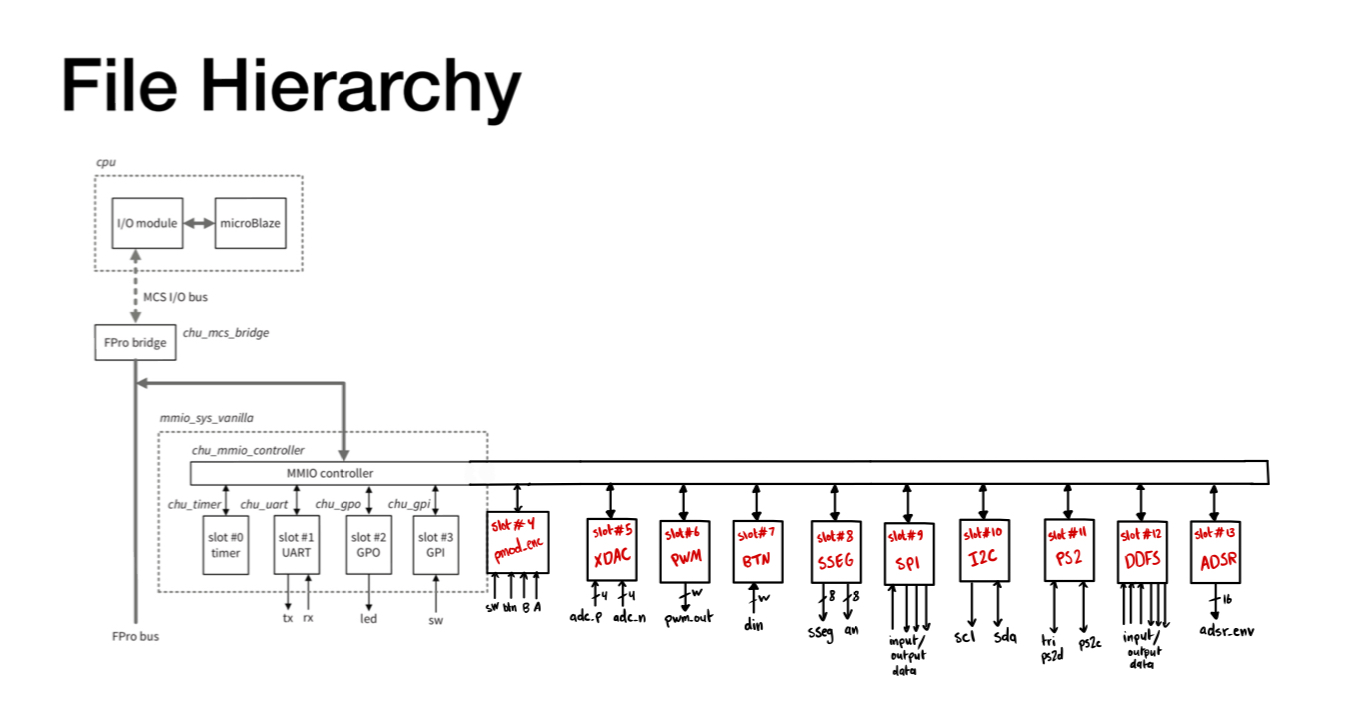 File Hierarchy
cpu
I/O module
microBlaze
MCS I/O bus
FPro bridge
chu_mcs_bridge
mmio_sys_vanilla
chu_mmio_controller
MMIO controller
chu_timer
chu_uart
chu_gpo
chu_gpi
slot #0
timer
slot #1
UART
slot #2
GPO
slot #3
GPI
slot #4
pmod_enc
slot#5
XDAC
slot#6
PWM
slot#7
BTN
slot#8
SSEG
slot#9
SPI
slot#10
I2C
slot#11
PS2
slot#12
DDFS
slot#13
ADSR
tx
rx
led
sw
sw btn B A
4
4
adc_p
adc_n
w
pwm_out
w
din
8
8
sseg
an
input/
output
data
scl
sda
tri
ps2d
ps2c
input/
output
data
16
adsr_env
FPro bus